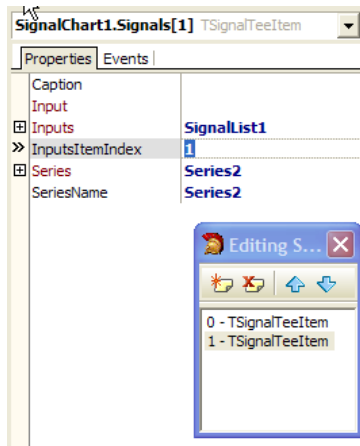 SignalChart1.Signals[1] TSignalTeeItem
Properties Events
Caption
Input
Inputs SignalList1
InputsItemIndex 1
Series Series2
SeriesName Series2
Editing S...
0 - TSignalTeeItem
1 - TSignalTeeItem